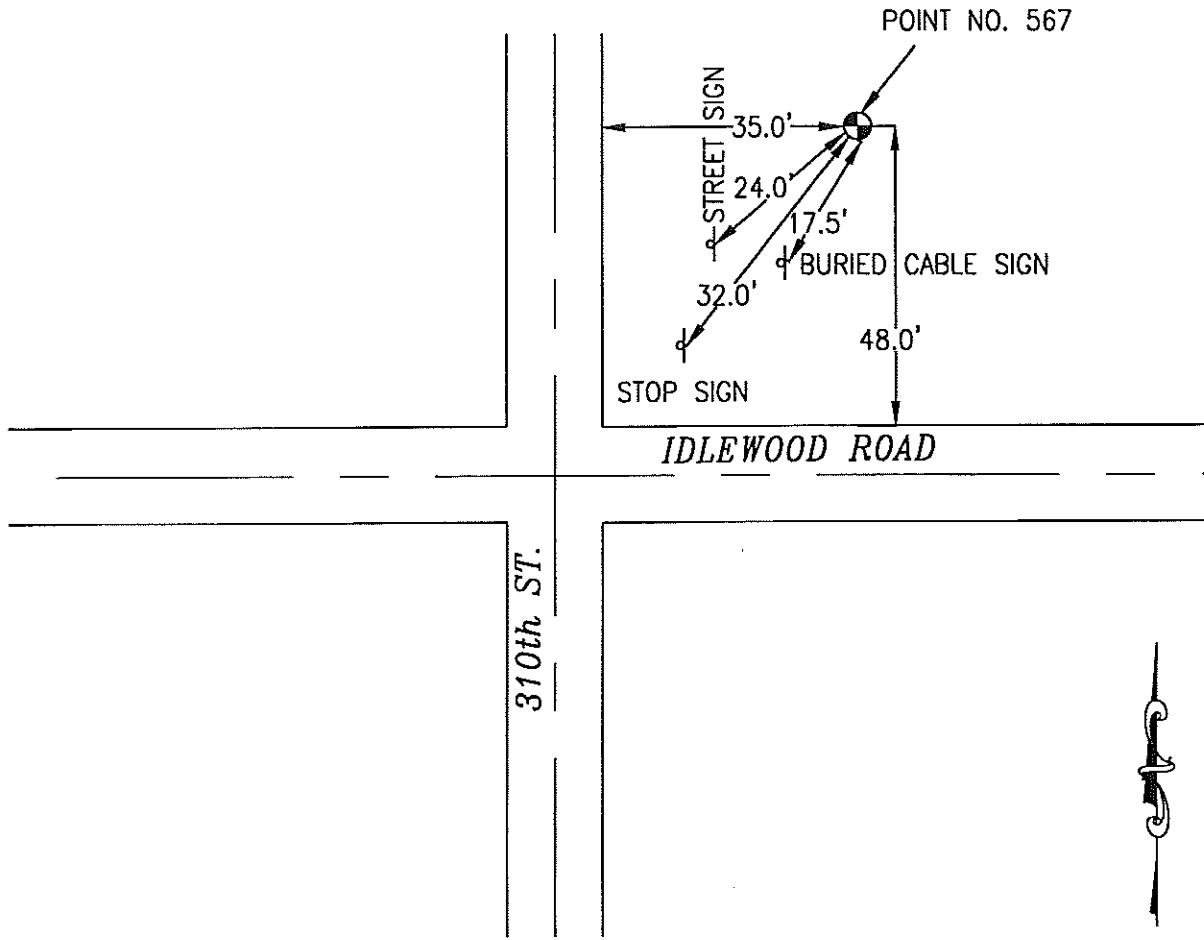 POINT NO. 567
STREET SIGN
35.0'
24.0'
17.5'
BURIED CABLE SIGN
32.0'
48.0'
STOP SIGN
IDLEWOOD ROAD
310th ST.